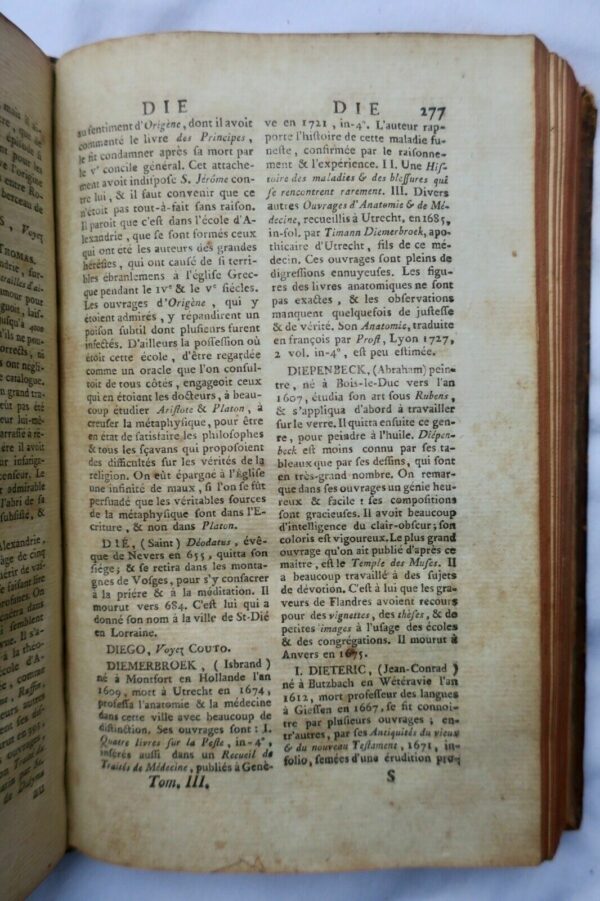 DIE
DIE 277
au sentiment d'Origène, dont il avoit
commenté le livre des Principes,
le fit condamner après sa mort par
le Ve concile général. Cet attache-
ment avoit indisposé S. Jérôme con-
tre lui, & il faut convenir que ce
n'étoit pas tout-à-fait sans raison.
Il paroît que c'est dans l'école d'A-
lexandrie, que se sont formés ceux
qui ont été les auteurs des grandes
hérésies, qui ont causé de si terri-
bles ébranlemens à l'église Grec-
que pendant le IVe & le Ve siécles.
Les ouvrages d'Origène, qui y
étoient admirés, y répandirent un
poison subtil dont plusieurs furent
infectés. D'ailleurs la possession où
étoit cette école, d'être regardée
comme un oracle que l'on consul-
toit de tous côtés, engageoit ceux
qui en étoient les docteurs, à beau-
coup étudier Aristote & Platon, à
creuser la métaphysique, pour être
en état de satisfaire les philosophes
& tous les sçavans qui proposoient
des difficultés sur les vérités de la
religion. On eût épargné à l'Eglise
une infinité de maux, si l'on se fût
persuadé que les véritables sources
de la métaphysique sont dans l'E-
criture, & non dans Platon.
DIÉ, (Saint) Déodatus, évê-
que de Nevers en 655, quitta son
siége; & se retira dans les monta-
gnes de Vosges, pour s'y consacrer
à la priére & à la méditation. Il
mourut vers 684. C'est lui qui a
donné son nom à la ville de St-Dié
en Lorraine.
DIEGO, Voyez COUTO.
DIEMERBROEK, (Isbrand)
né à Montfort en Hollande l'an
1609, mort à Utrecht en 1674,
professa l'anatomie & la médecine
dans cette ville avec beaucoup de
distinction. Ses ouvrages sont: I.
Quatre livres sur la Peste, in-4°,
insérés aussi dans un Recueil de
Traités de Médecine, publiés à Genè-
Tom. III.
ve en 1721, in-4°. L'auteur rap-
porte l'histoire de cette maladie fu-
neste, confirmée par le raisonne-
ment & l'expérience. II. Une His-
toire des maladies & des blessures qui
se rencontrent rarement. III. Divers
autres Ouvrages d'Anatomie & de Mé-
decine, recueillis à Utrecht, en 1685,
in-fol. par Timann Diemerbroek, apo-
thicaire d'Utrecht, fils de ce mé-
decin. Ces ouvrages sont pleins de
digressions ennuyeuses. Les figu-
res des livres anatomiques ne sont
pas exactes, & les observations
manquent quelquefois de justesse
& de vérité. Son Anatomie, traduite
en françois par Prost, Lyon 1727,
2 vol. in-4°, est peu estimée.
DIEPENBECK, (Abraham) pein-
tre, né à Bois-le-Duc vers l'an
1607, étudia son art sous Rubens,
& s'appliqua d'abord à travailler
sur le verre. Il quitta ensuite ce gen-
re, pour peindre à l'huile. Diépen-
beck est moins connu par ses ta-
bleaux que par ses dessins, qui sont
en très-grand nombre. On remar-
que dans ses ouvrages un génie heu-
reux & facile: ses compositions
sont gracieuses. Il avoit beaucoup
d'intelligence du clair-obscur; son
coloris est vigoureux. Le plus grand
ouvrage qu'on ait publié d'après ce
maître, est le Temple des Muses. Il
a beaucoup travaillé à des sujets
de dévotion. C'est à lui que les gra-
veurs de Flandres avoient recours
pour des vignettes, des thèses, & de
petites images à l'usage des écoles
& des congrégations. Il mourut à
Anvers en 1675.
I. DIETERIC, (Jean-Conrad)
né à Butzbach en Wétéravie l'an
1612, mort professeur des langues
à Giessen en 1667, se fit connoî-
tre par plusieurs ouvrages; en-
tr'autres, par ses Antiquités du vieux
& du nouveau Testament, 1671, in-
folio, semées d'une érudition pro-
S